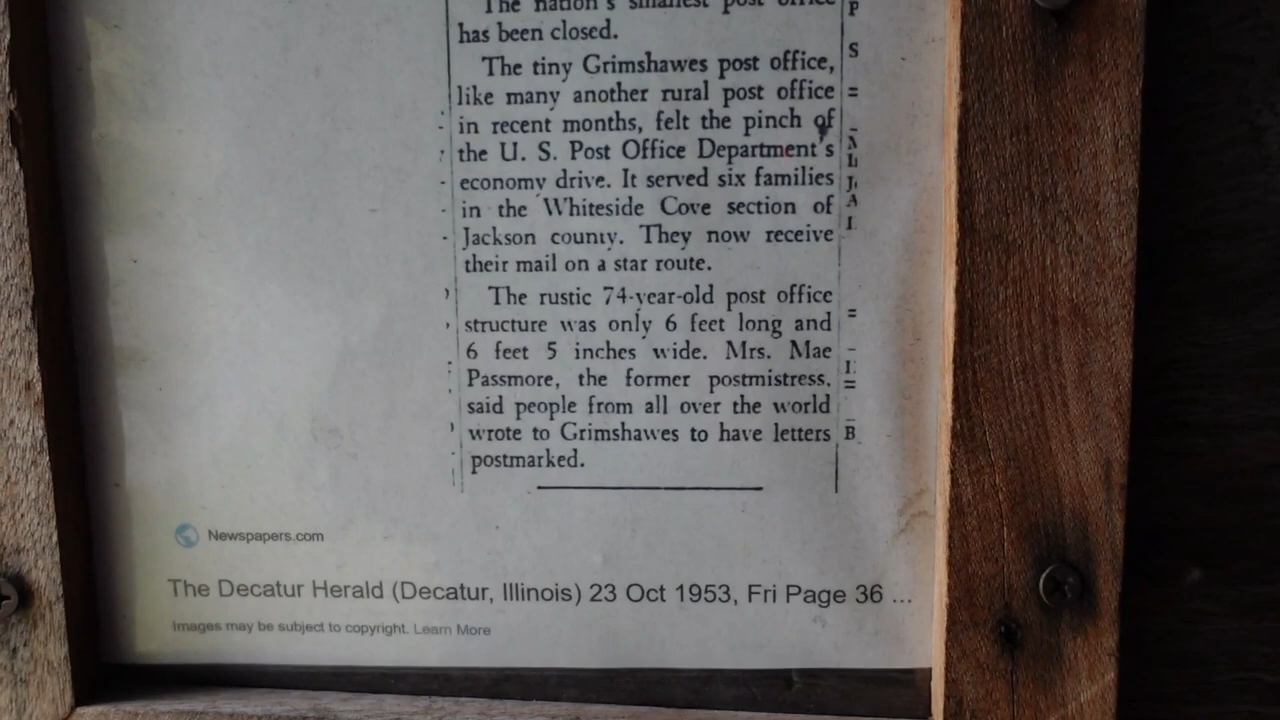 The nation's smallest post office
has been closed.
The tiny Grimshawes post office,
like many another rural post office
in recent months, felt the pinch of
the U. S. Post Office Department's
economy drive. It served six families
in the Whiteside Cove section of
Jackson county. They now receive
their mail on a star route.
The rustic 74-year-old post office
structure was only 6 feet long and
6 feet 5 inches wide. Mrs. Mae
Passmore, the former postmistress,
said people from all over the world
wrote to Grimshawes to have letters
postmarked.
Newspapers.com
The Decatur Herald (Decatur, Illinois) 23 Oct 1953, Fri Page 36 ...
Images may be subject to copyright. Learn More